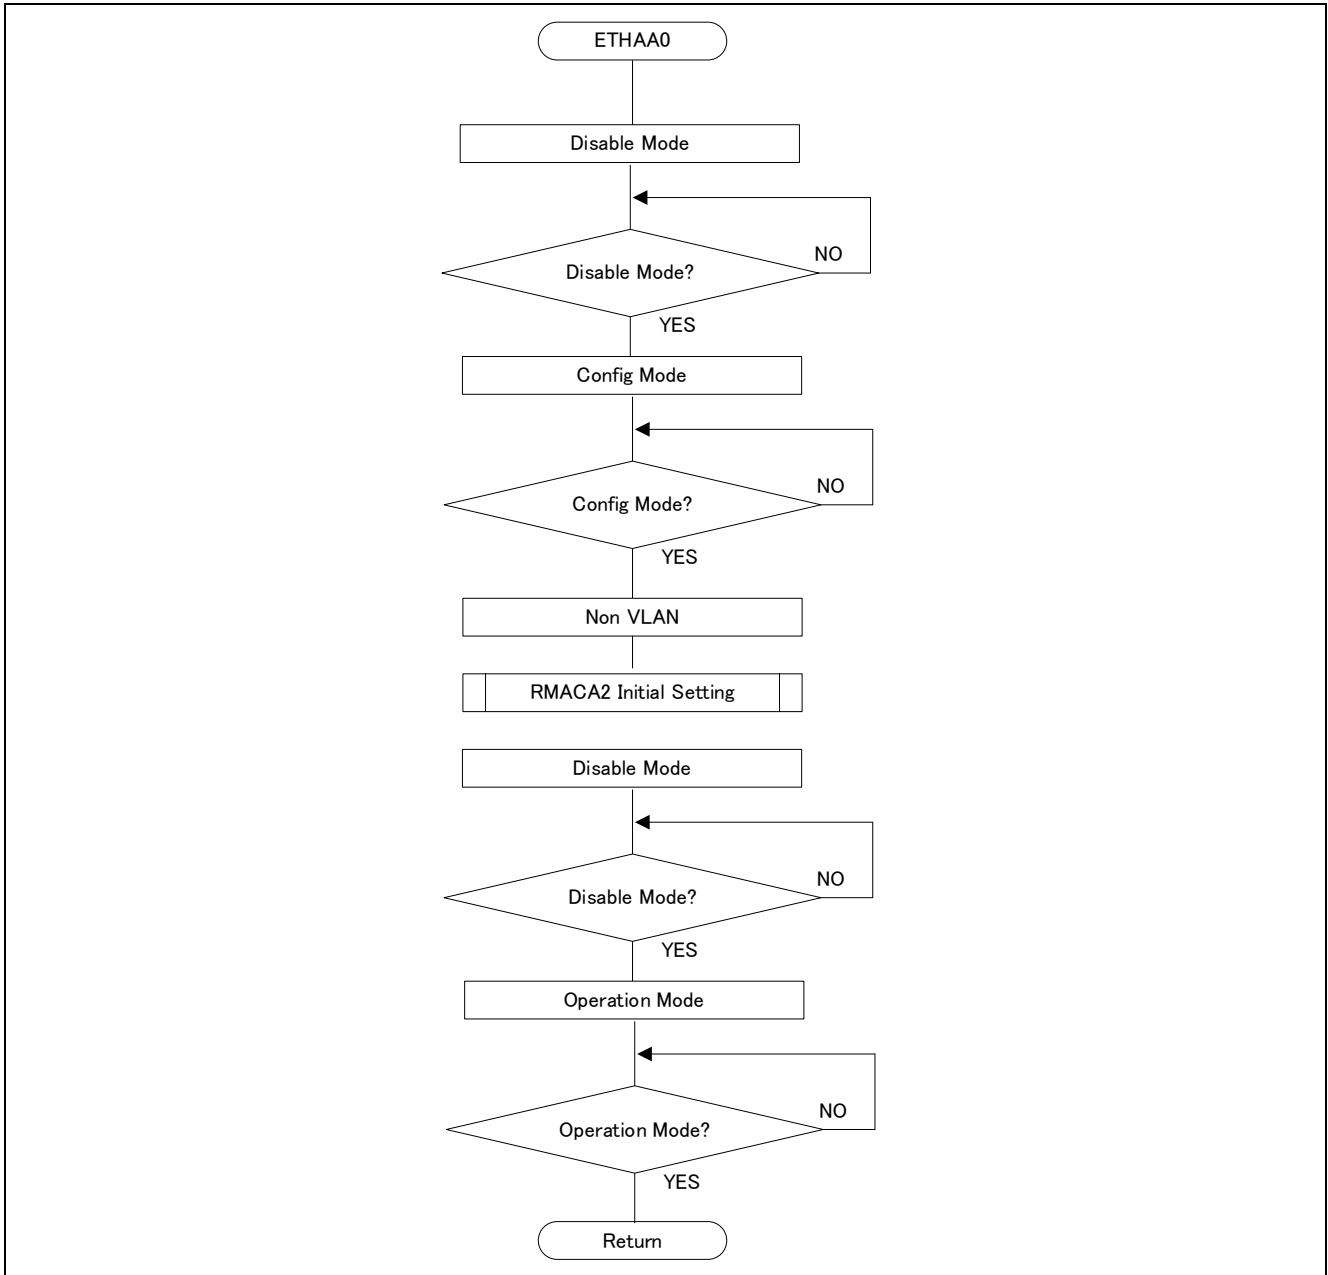 ETHAA0
Disable Mode
Disable Mode?
NO
YES
Config Mode
Config Mode?
NO
YES
Non VLAN
RMACA2 Initial Setting
Disable Mode
Disable Mode?
NO
YES
Operation Mode
Operation Mode?
NO
YES
Return